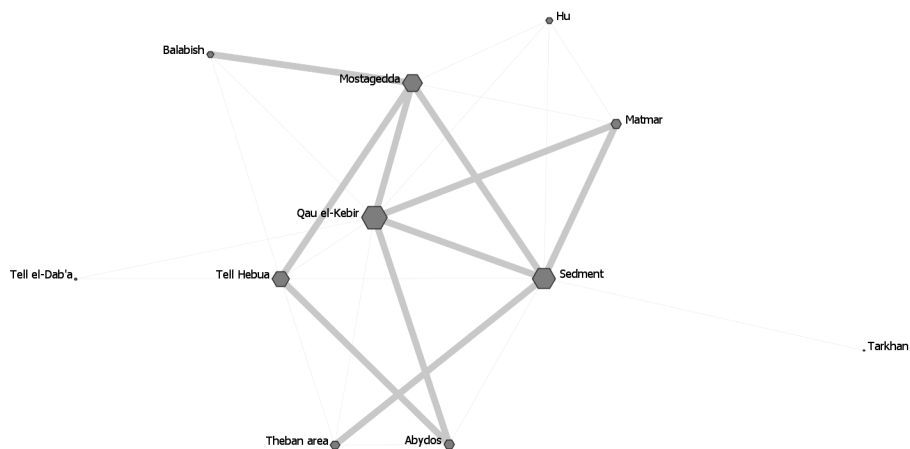 Hu
Balabish
Mostagedda
Matmar
Qau el-Kebir
Tell el-Dab'a
Tell Hebua
Sedment
Tarkhan
Theban area
Abydos